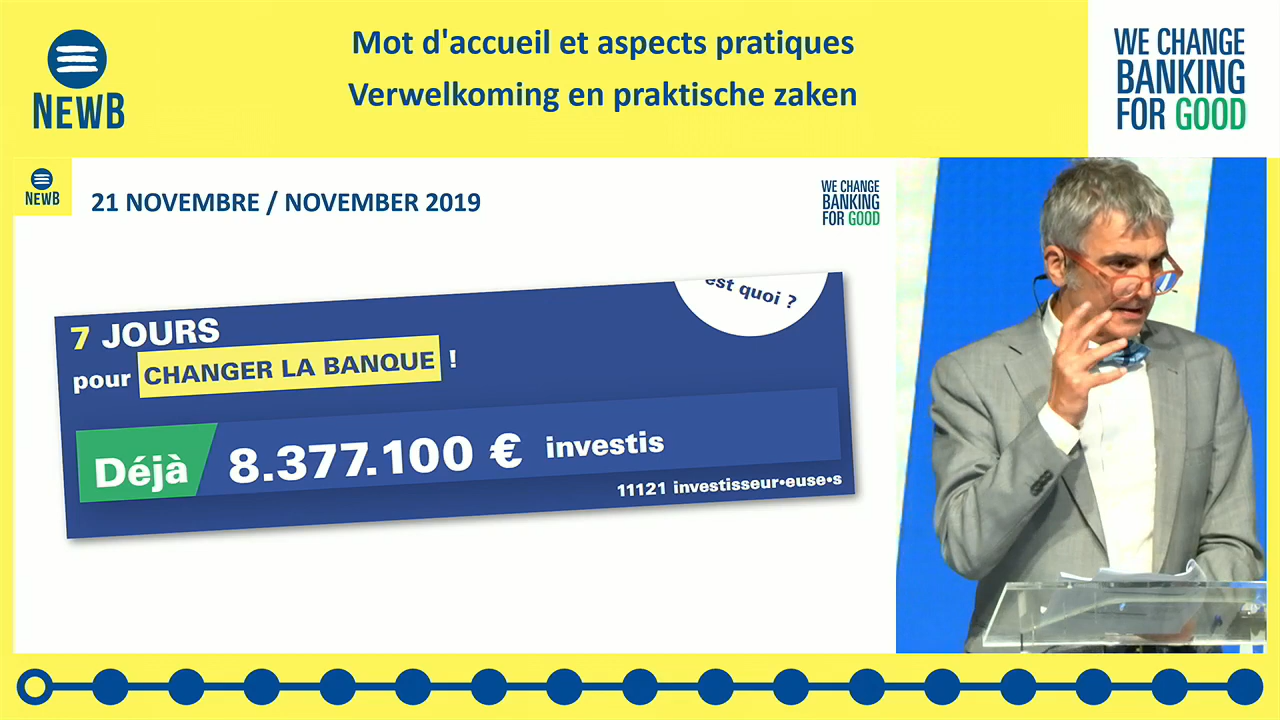 NEWB
Mot d'accueil et aspects pratiques
Verwelkoming en praktische zaken
WE CHANGE
BANKING
FOR GOOD
NEWB
21 NOVEMBRE / NOVEMBER 2019
WE CHANGE
BANKING
FOR GOOD
est quoi ?
7 JOURS
pour CHANGER LA BANQUE !
Déjà 8.377.100 € investis
11121 investisseur•euse•s